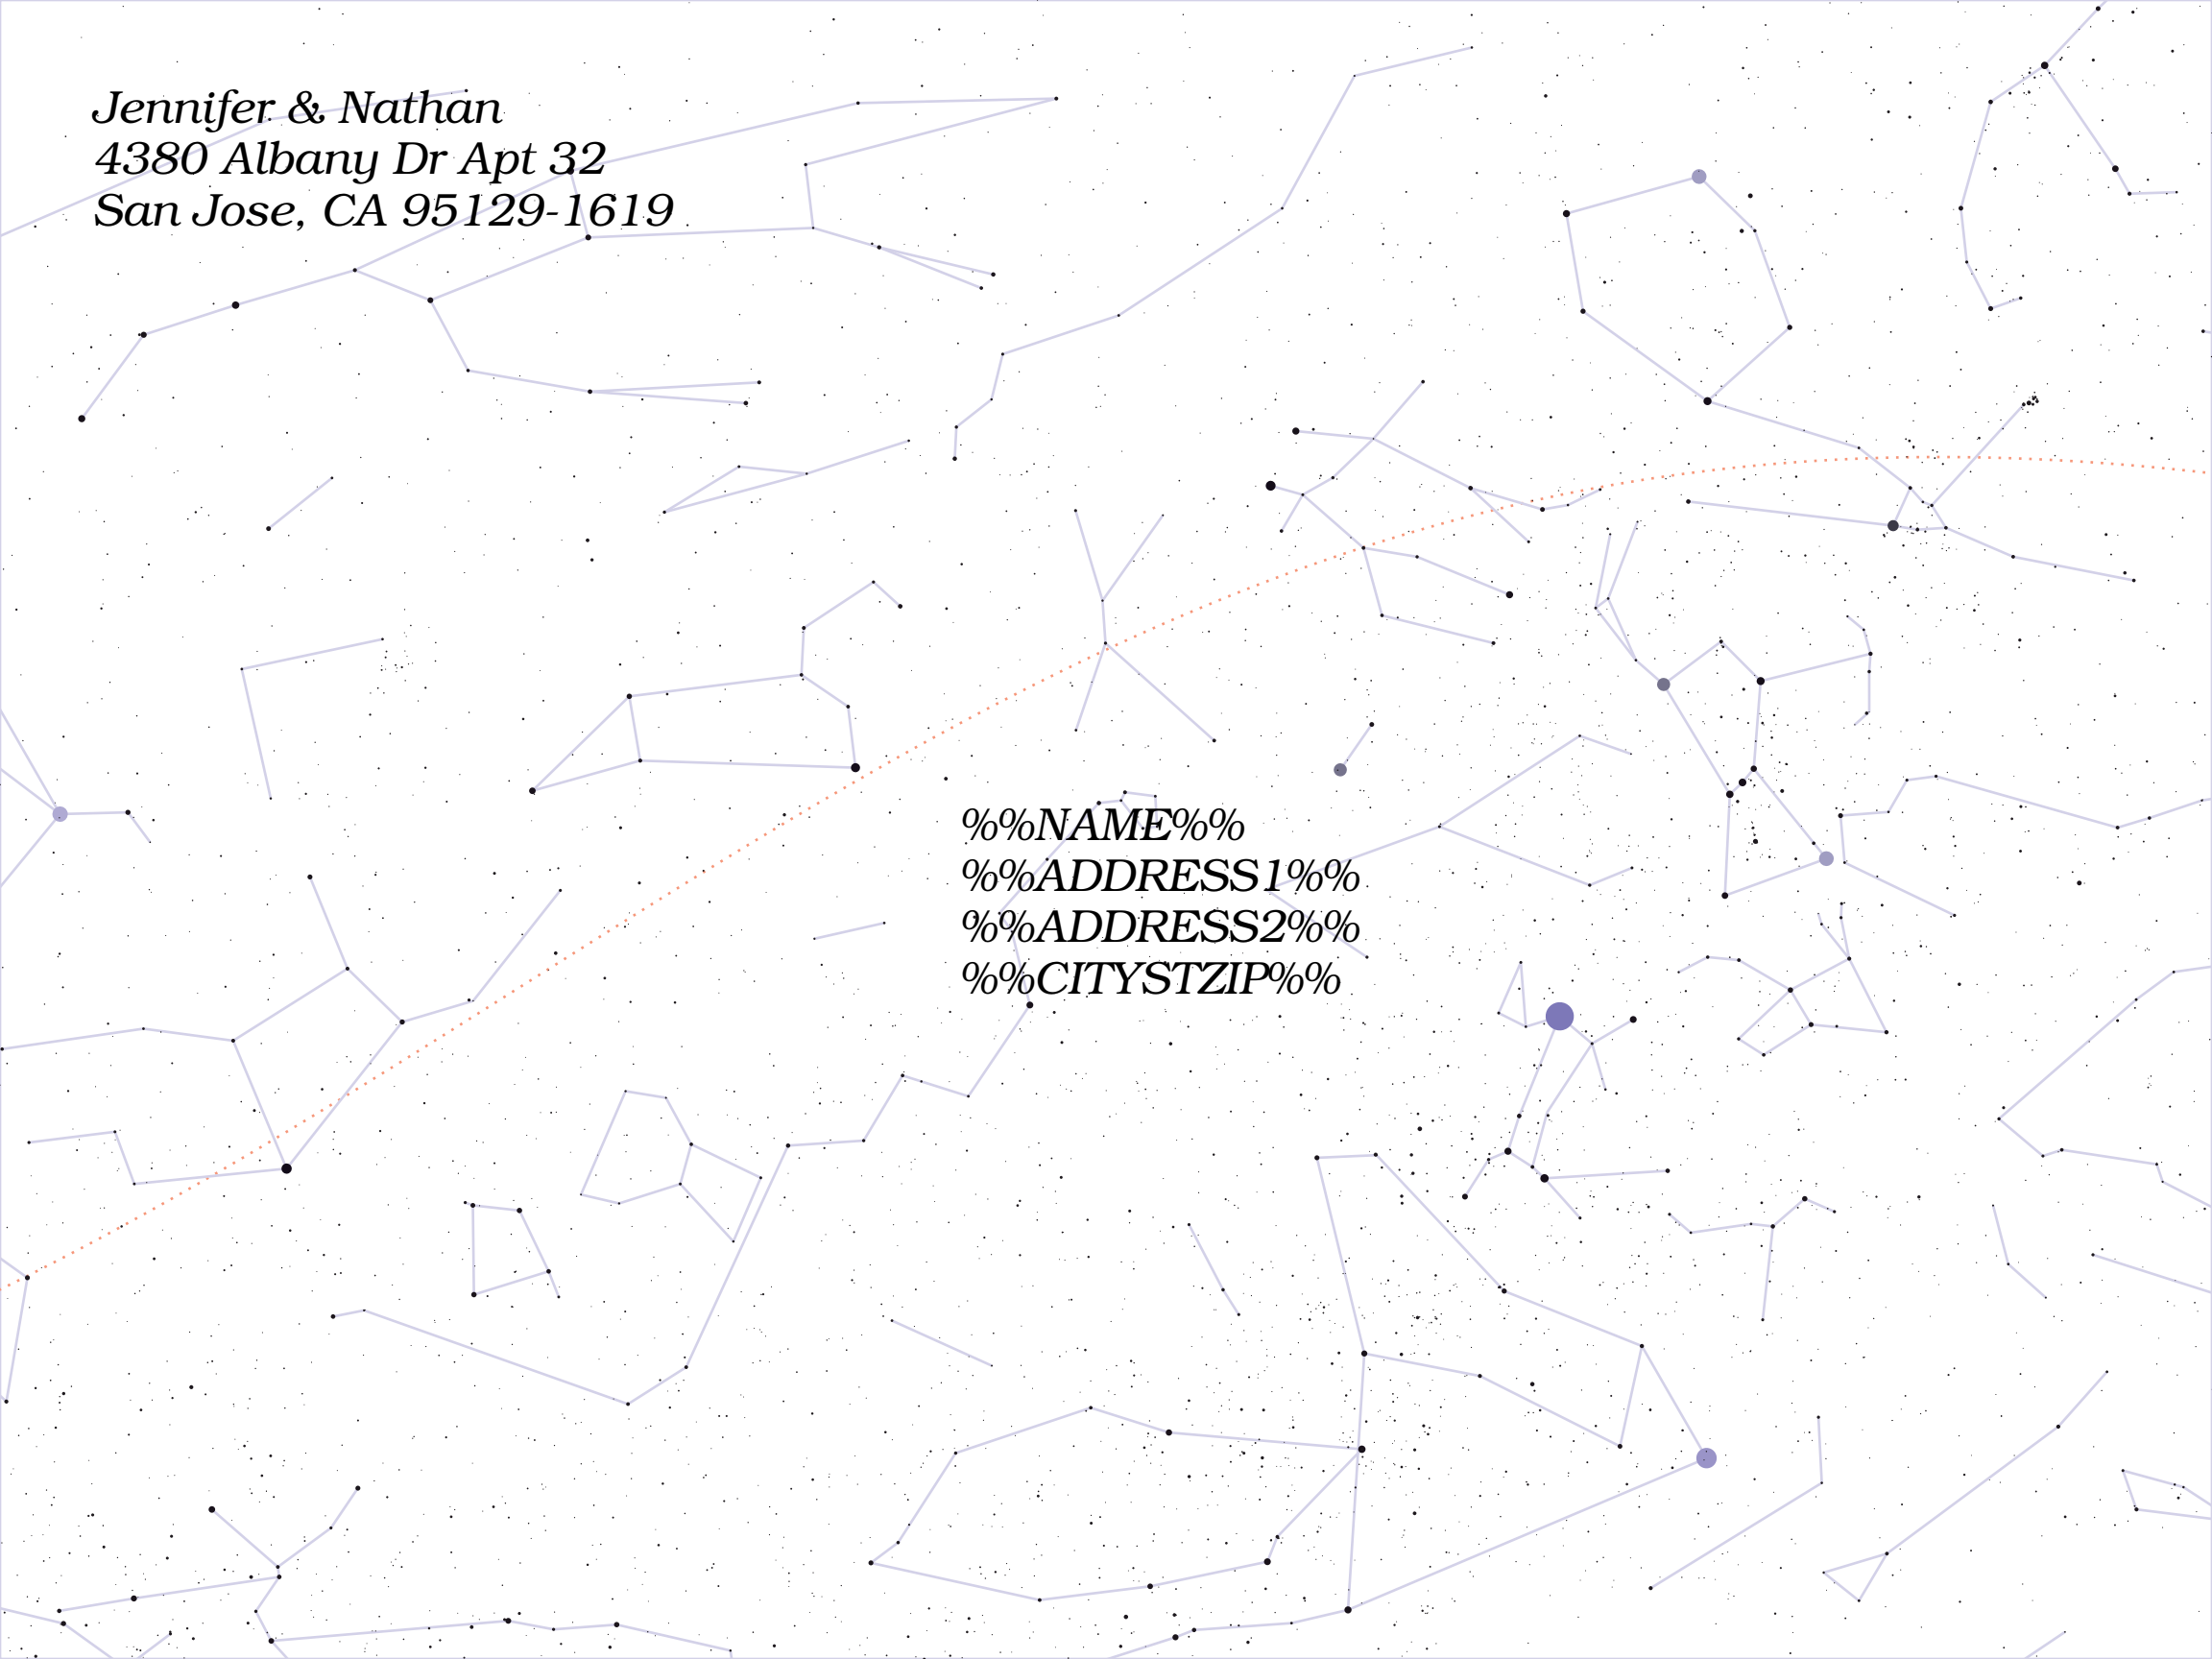 Jennifer & Nathan
4380 Albany Dr Apt 32
San Jose, CA 95129-1619
%%NAME%%
%%ADDRESS1%%
%%ADDRESS2%%
%%CITYSTZIP%%